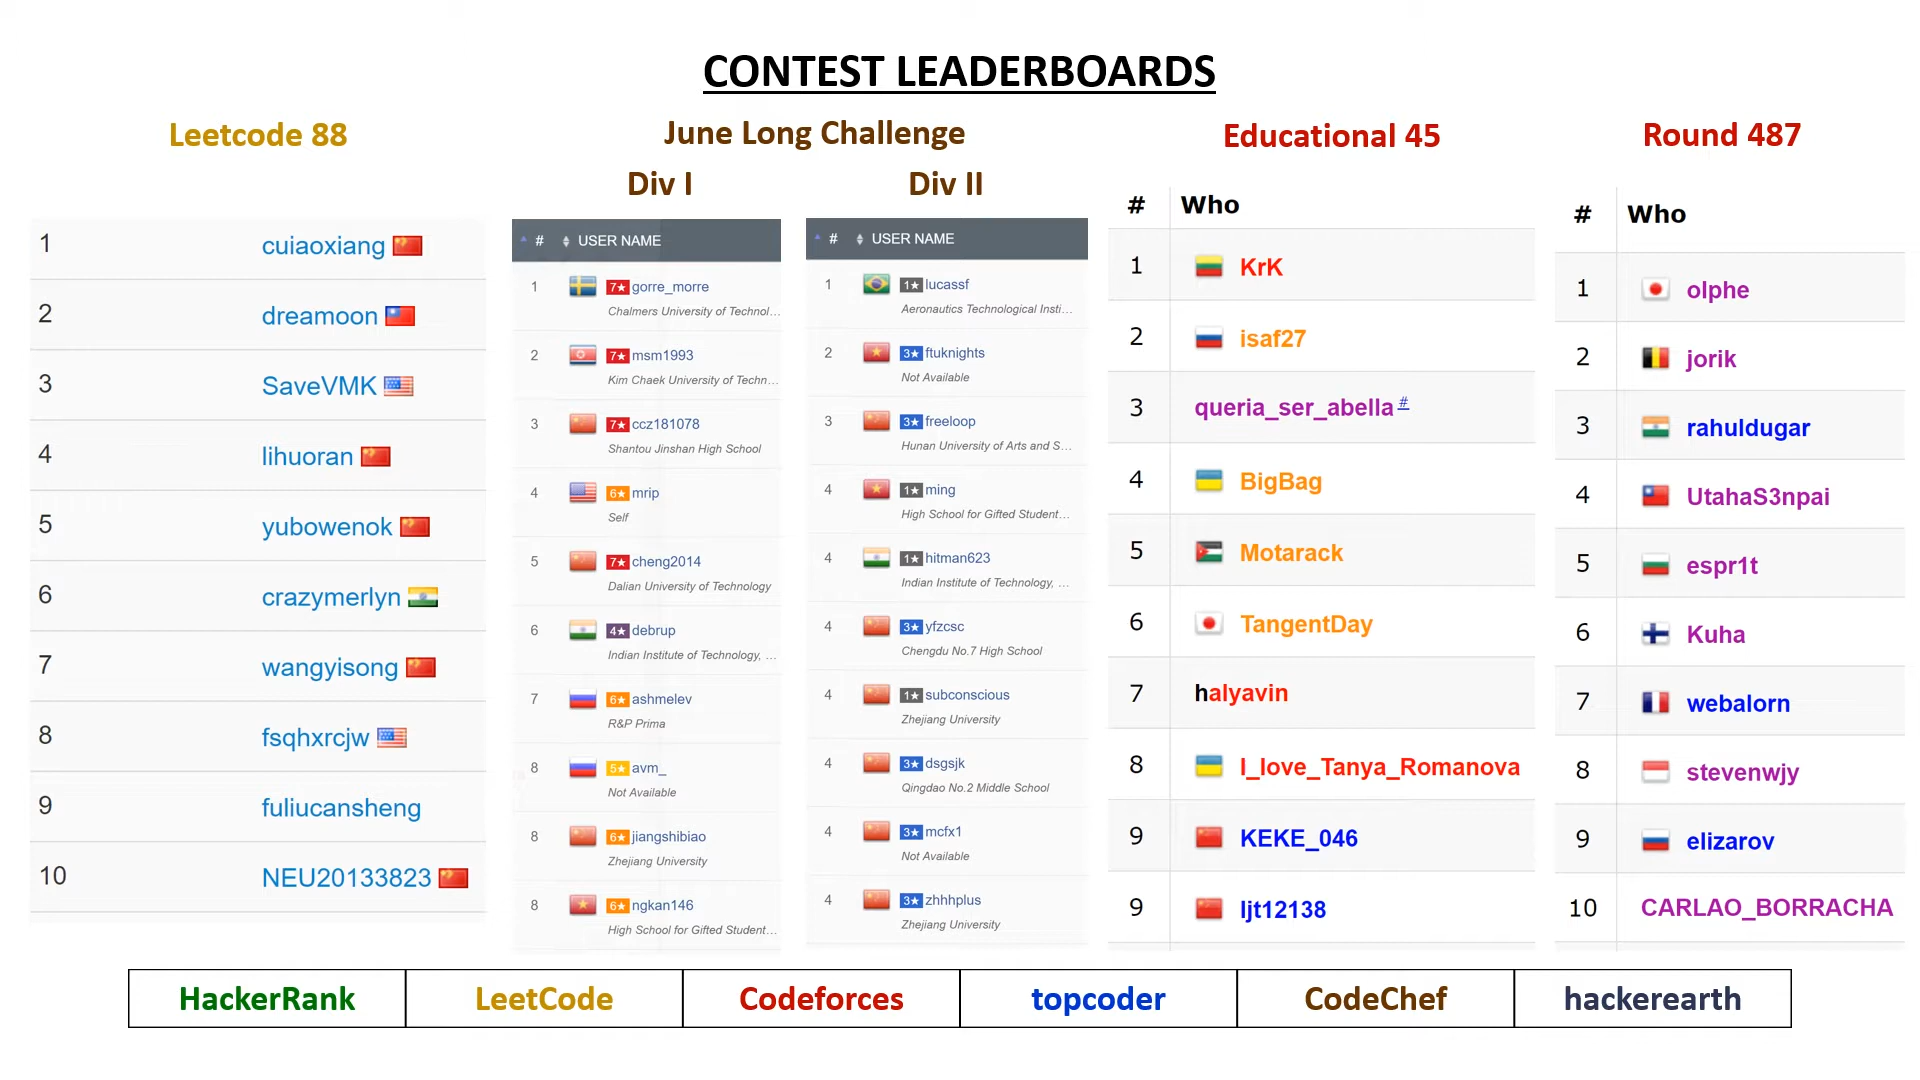 CONTEST LEADERBOARDS
Leetcode 88
1 cuiaoxiang
2 dreamoon
3 SaveVMK
4 lihuoran
5 yubowenok
6 crazymerlyn
7 wangyisong
8 fsqhxrcjw
9 fuliucansheng
10 NEU20133823
June Long Challenge
Div I
# USER NAME
1 7★ gorre_morre
Chalmers University of Technol...
2 7★ msm1993
Kim Chaek University of Techn...
3 7★ ccz181078
Shantou Jinshan High School
4 6★ mrip
Self
5 7★ cheng2014
Dalian University of Technology
6 4★ debrup
Indian Institute of Technology, ...
7 6★ ashmelev
R&P Prima
8 5★ avm_
Not Available
8 6★ jiangshibiao
Zhejiang University
8 6★ ngkan146
High School for Gifted Student...
Div II
# USER NAME
1 1★ lucassf
Aeronautics Technological Insti...
2 3★ ftuknights
Not Available
3 3★ freeloop
Hunan University of Arts and S...
4 1★ ming
High School for Gifted Student...
4 1★ hitman623
Indian Institute of Technology, ...
4 3★ yfzcsc
Chengdu No.7 High School
4 1★ subconscious
Zhejiang University
4 3★ dsgsjk
Qingdao No.2 Middle School
4 3★ mcfx1
Not Available
4 3★ zhhhplus
Zhejiang University
Educational 45
# Who
1 KrK
2 isaf27
3 queria_ser_abella #
4 BigBag
5 Motarack
6 TangentDay
7 halyavin
8 I_love_Tanya_Romanova
9 KEKE_046
9 ljt12138
Round 487
# Who
1 olphe
2 jorik
3 rahuldugar
4 UtahaS3npai
5 espr1t
6 Kuha
7 webalorn
8 stevenwjy
9 elizarov
10 CARLAO_BORRACHA
HackerRank LeetCode Codeforces topcoder CodeChef hackerearth